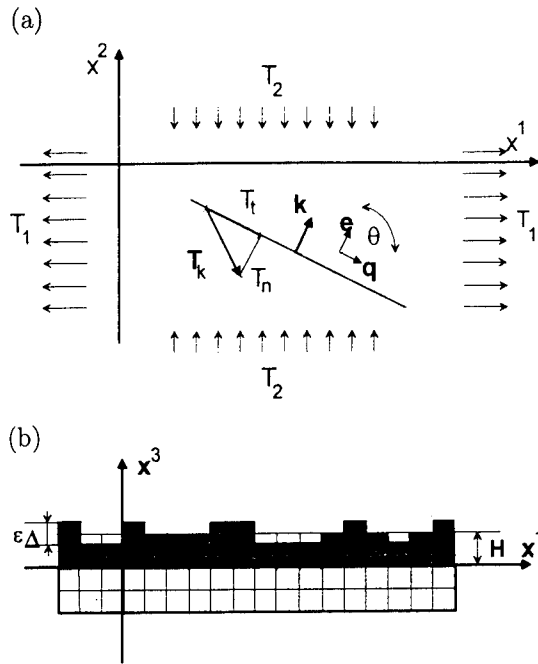 (a)
x²
T₂
x¹
T₁
T₁
Tₜ
k
e
θ
q
Tₖ
Tₙ
T₂
(b)
x³
εΔ
H
x